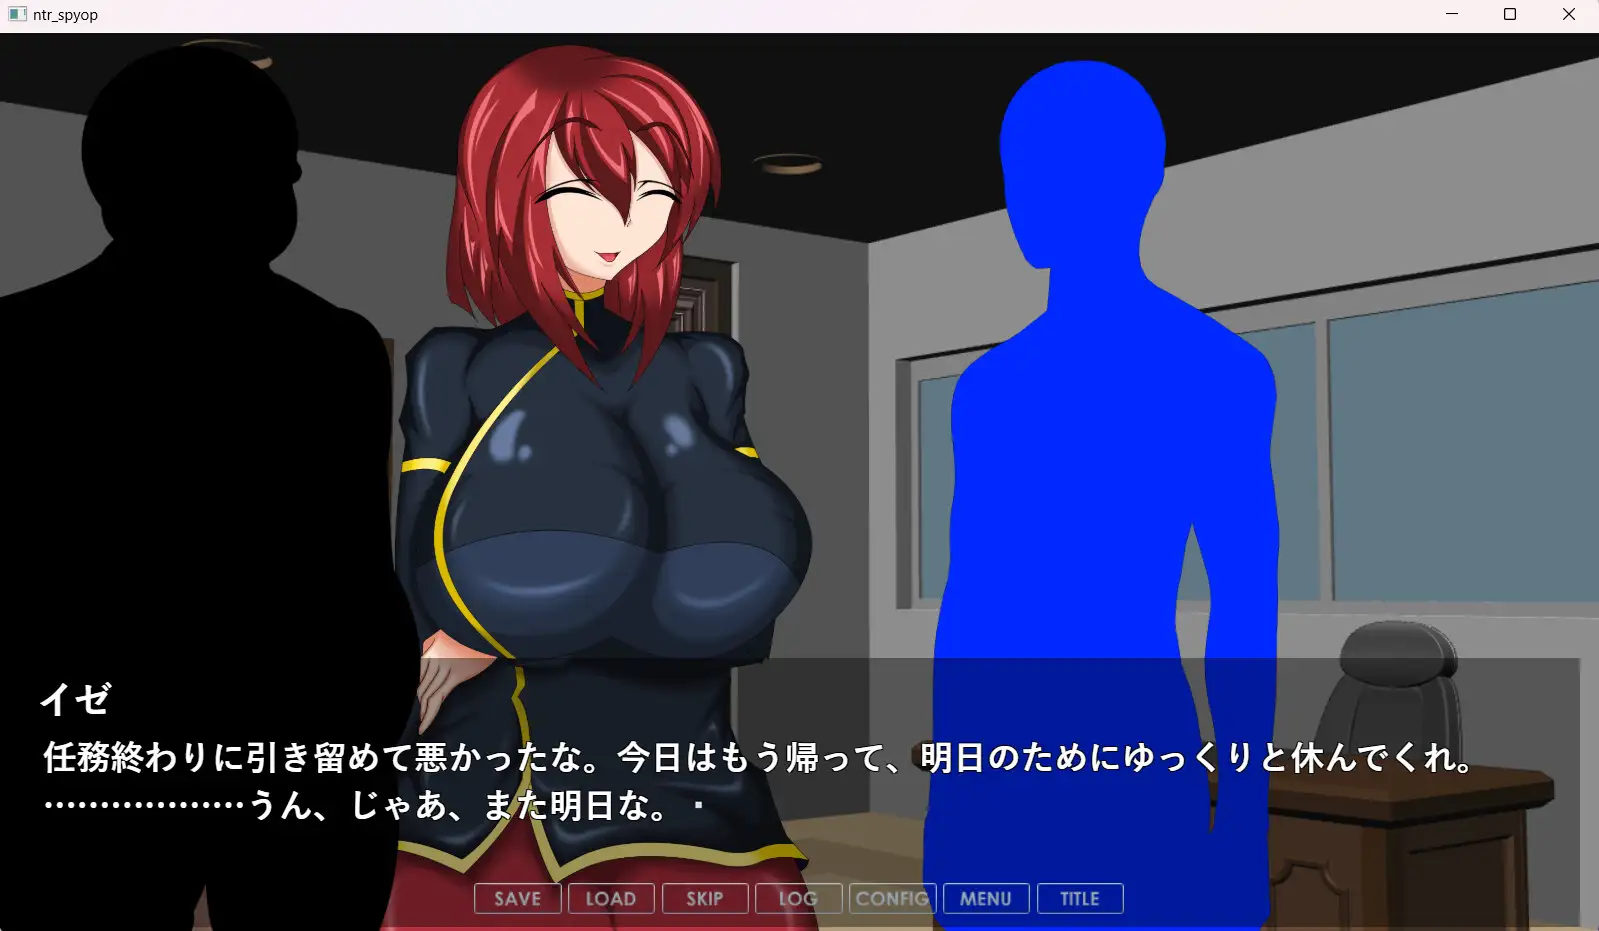 ntr_spyop
イゼ
任務終わりに引き留めて悪かったな。今日はもう帰って、明日のためにゆっくりと休んでくれ。
………………うん、じゃあ、また明日な。
SAVE LOAD SKIP LOG CONFIG MENU TITLE